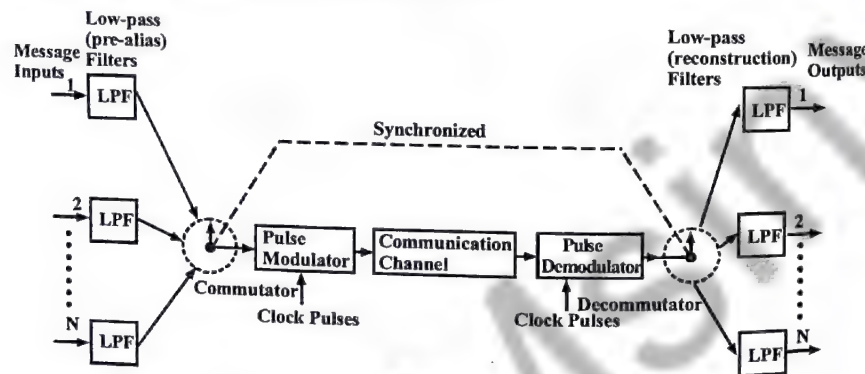 Low-pass
(pre-alias)
Filters
Message
Inputs
1
LPF
2
LPF
N
LPF
Commutator
Synchronized
Pulse
Modulator
Clock Pulses
Communication
Channel
Pulse
Demodulator
Clock Pulses
Decommutator
Low-pass
(reconstruction)
Filters
Message
Outputs
LPF
1
LPF
2
LPF
N